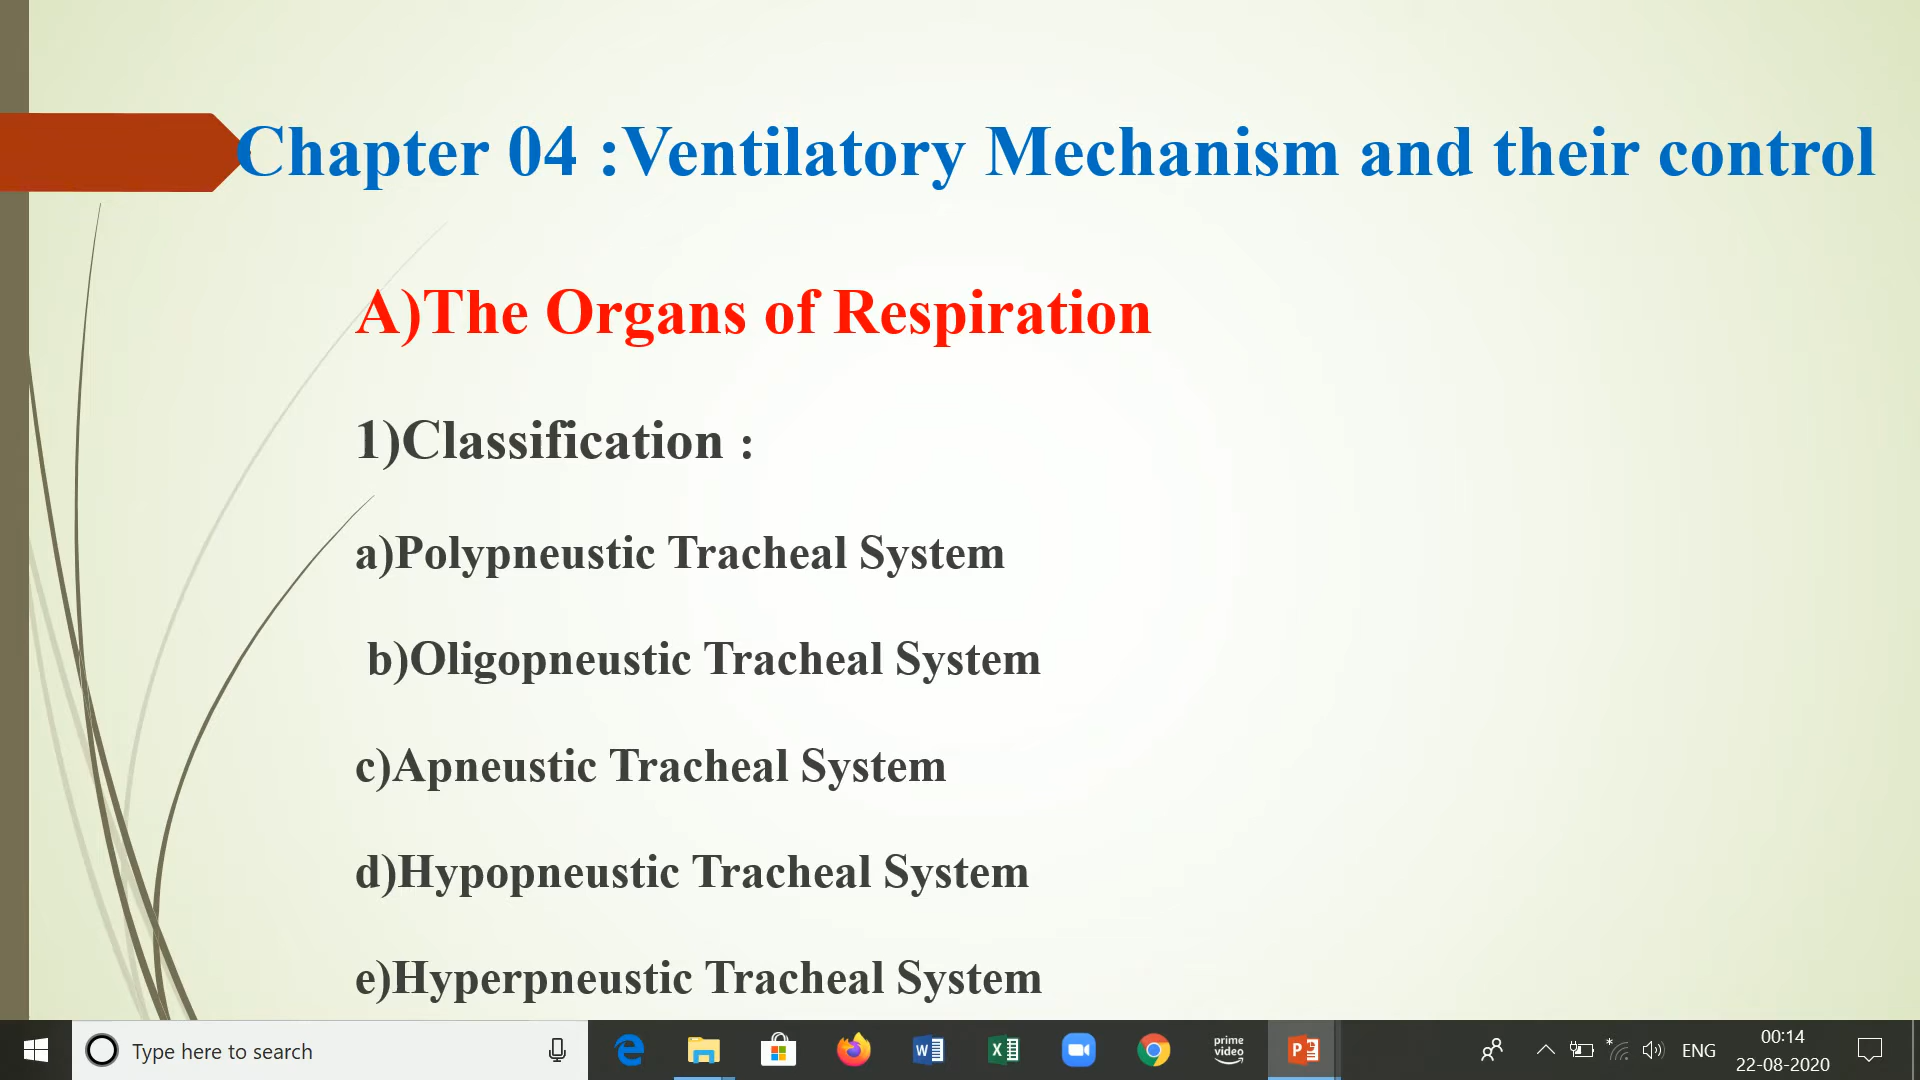 Chapter 04 :Ventilatory Mechanism and their control
A)The Organs of Respiration
1)Classification :
a)Polypneustic Tracheal System
b)Oligopneustic Tracheal System
c)Apneustic Tracheal System
d)Hypopneustic Tracheal System
e)Hyperpneustic Tracheal System
Type here to search
prime video
ENG
00:14
22-08-2020